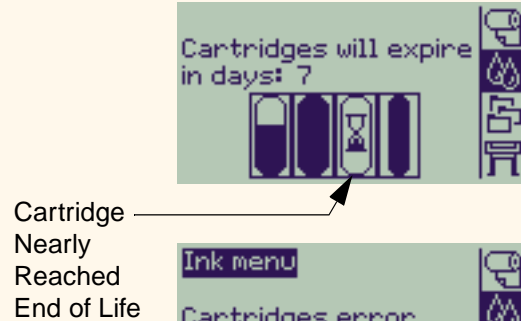 Cartridges will expire
in days: 7
Cartridge
Nearly
Reached
End of Life
Ink menu
Cartridges error